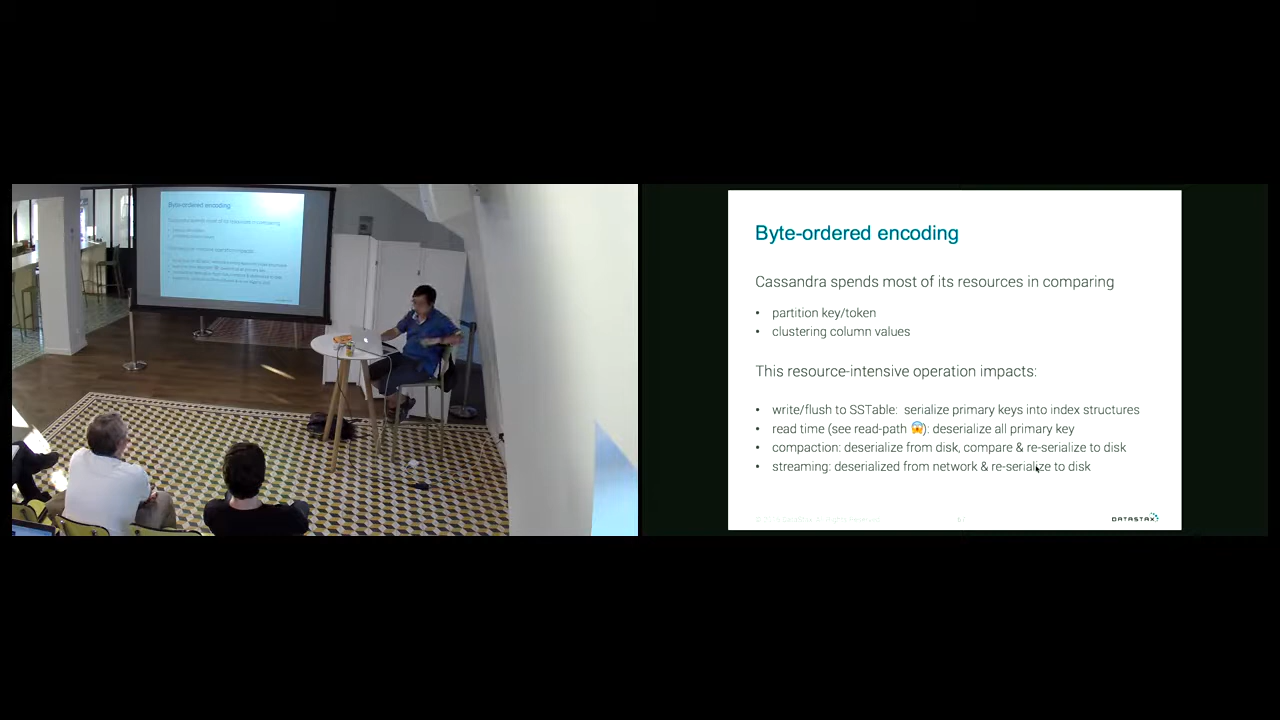 Byte-ordered encoding
Byte-ordered encoding
Cassandra spends most of its resources in comparing
• partition key/token
• clustering column values
This resource-intensive operation impacts:
• write/flush to SSTable: serialize primary keys into index structures
• read time (see read-path 😱): deserialize all primary key
• compaction: deserialize from disk, compare & re-serialize to disk
• streaming: deserialized from network & re-serialize to disk
DATASTAX